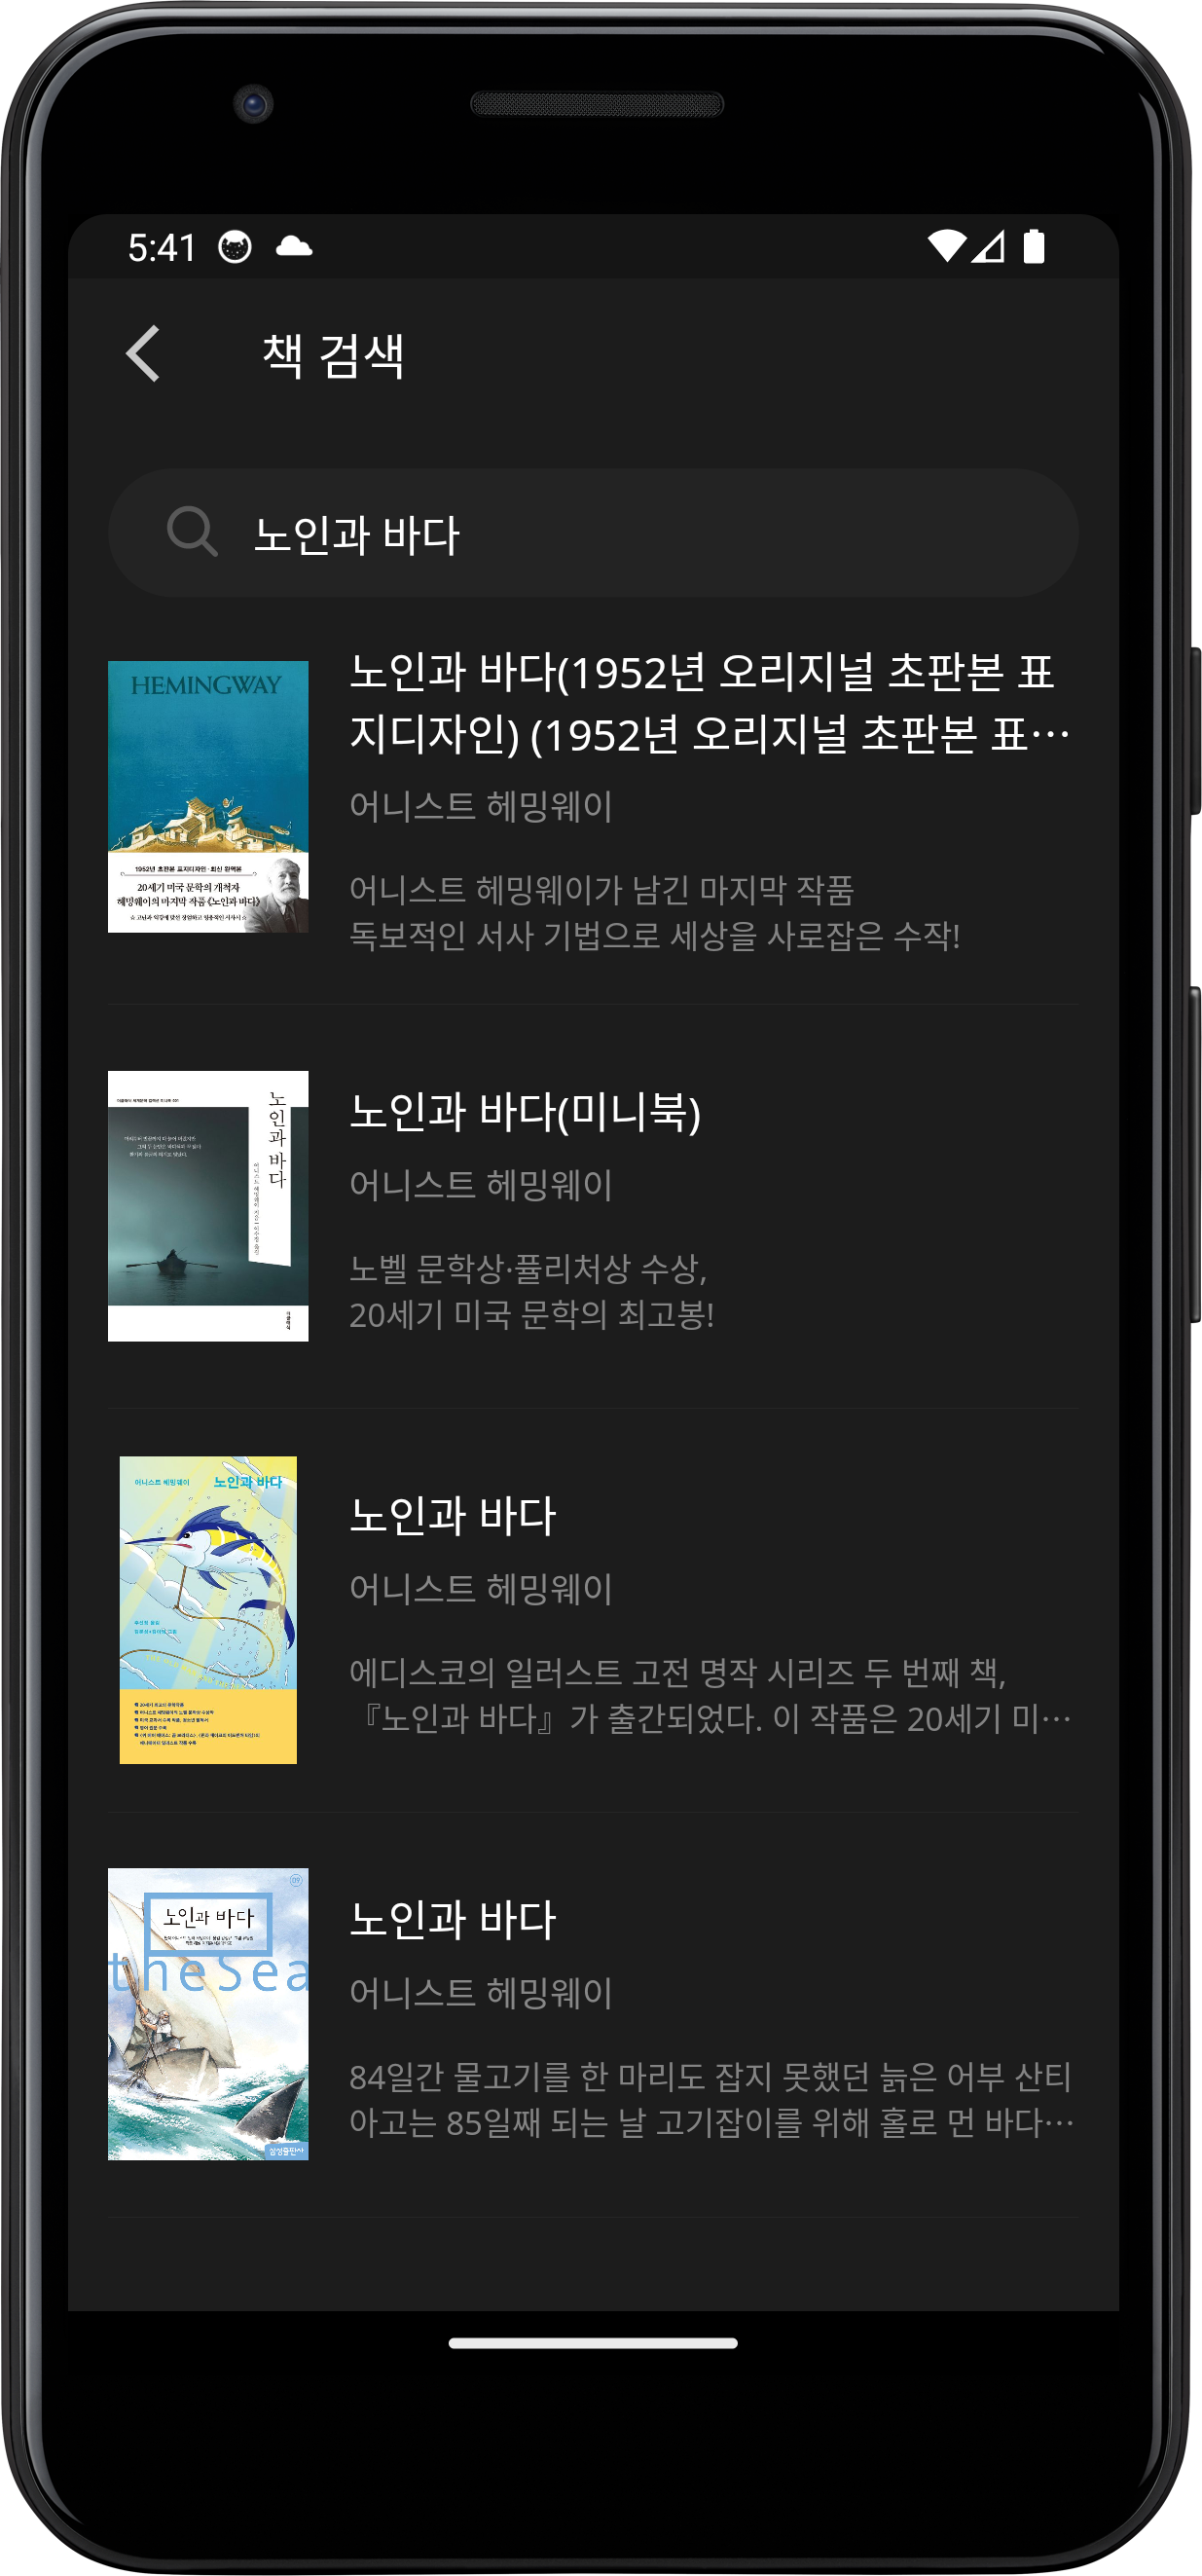 5:41
책 검색
노인과 바다
HEMINGWAY
1952년 초판본 표지디자인·최신 완역본
20세기 미국 문학의 개척자
헤밍웨이의 마지막 작품 《노인과 바다》
노인과 바다(1952년 오리지널 초판본 표
지디자인) (1952년 오리지널 초판본 표…
어니스트 헤밍웨이
어니스트 헤밍웨이가 남긴 마지막 작품
독보적인 서사 기법으로 세상을 사로잡은 수작!
노인과 바다
노인과 바다(미니북)
어니스트 헤밍웨이
노벨 문학상·퓰리처상 수상,
20세기 미국 문학의 최고봉!
어니스트 헤밍웨이
노인과 바다
노인과 바다
어니스트 헤밍웨이
에디스코의 일러스트 고전 명작 시리즈 두 번째 책,
『노인과 바다』가 출간되었다. 이 작품은 20세기 미…
09
노인과 바다
the Sea
삼성출판사
노인과 바다
어니스트 헤밍웨이
84일간 물고기를 한 마리도 잡지 못했던 늙은 어부 산티
아고는 85일째 되는 날 고기잡이를 위해 홀로 먼 바다…